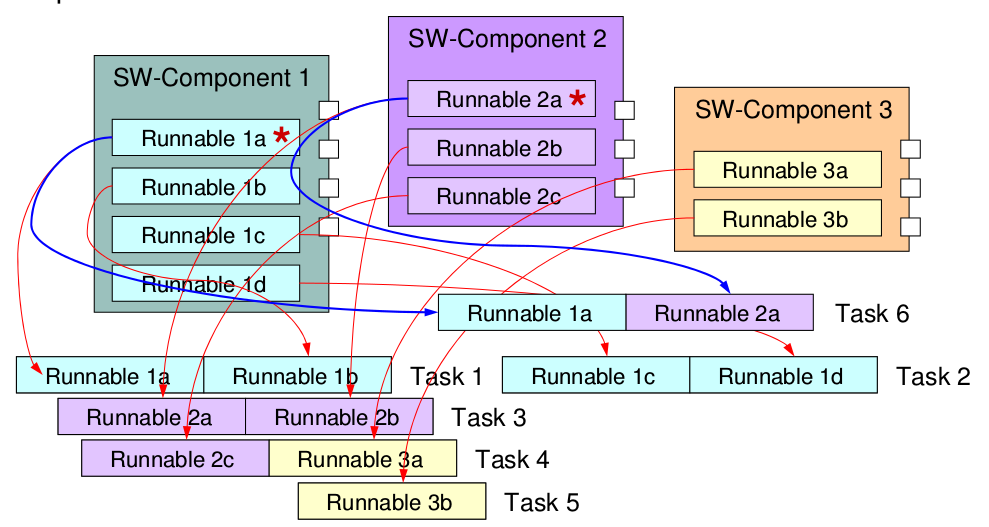 SW-Component 1
Runnable 1a *
Runnable 1b
Runnable 1c
Runnable 1d
SW-Component 2
Runnable 2a *
Runnable 2b
Runnable 2c
SW-Component 3
Runnable 3a
Runnable 3b
Runnable 1a Runnable 2a Task 6
Runnable 1a Runnable 1b Task 1
Runnable 1c Runnable 1d Task 2
Runnable 2a Runnable 2b Task 3
Runnable 2c Runnable 3a Task 4
Runnable 3b Task 5